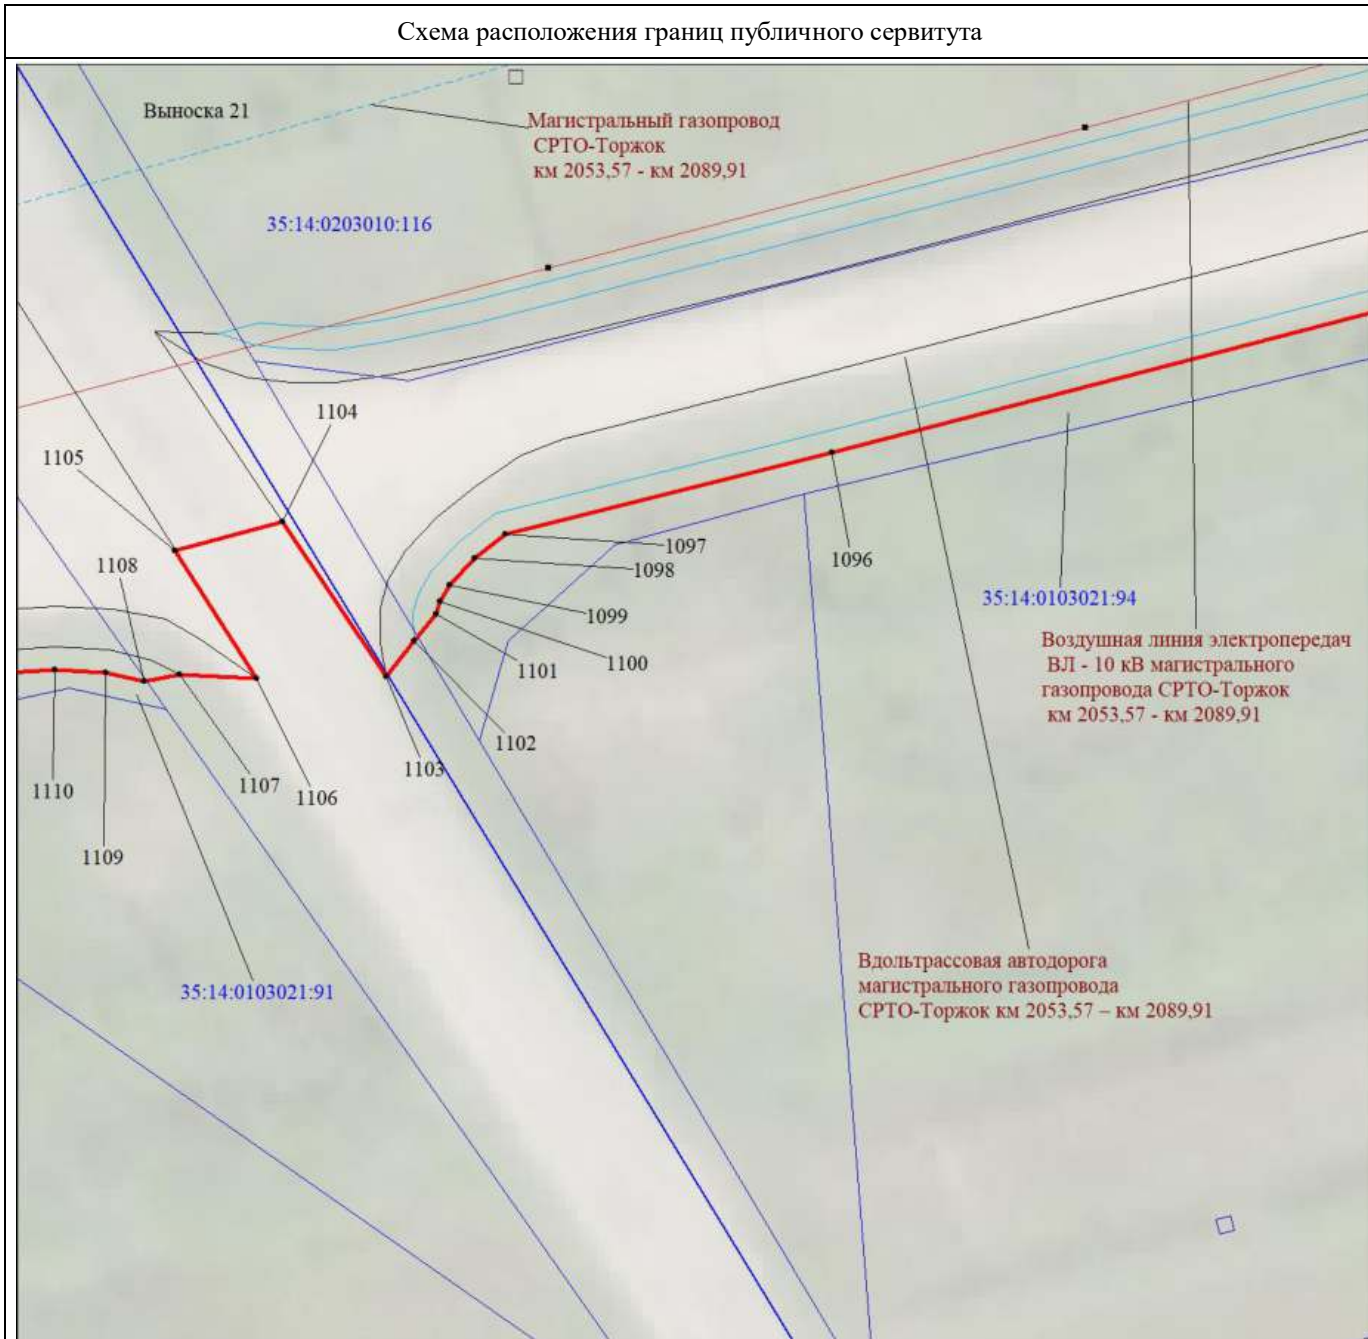 Схема расположения границ публичного сервитута
Выноска 21
Магистральный газопровод
СРТО-Торжок
км 2053,57 - км 2089,91
35:14:0203010:116
1104
1105
1097
1108
1098
1096
1099
35:14:0103021:94
1100
1101
Воздушная линия электропередач
ВЛ - 10 кВ магистрального
газопровода СРТО-Торжок
км 2053,57 - км 2089,91
1102
1103
1107
1110
1106
1109
Вдольтрассовая автодорога
магистрального газопровода
СРТО-Торжок км 2053,57 – км 2089,91
35:14:0103021:91